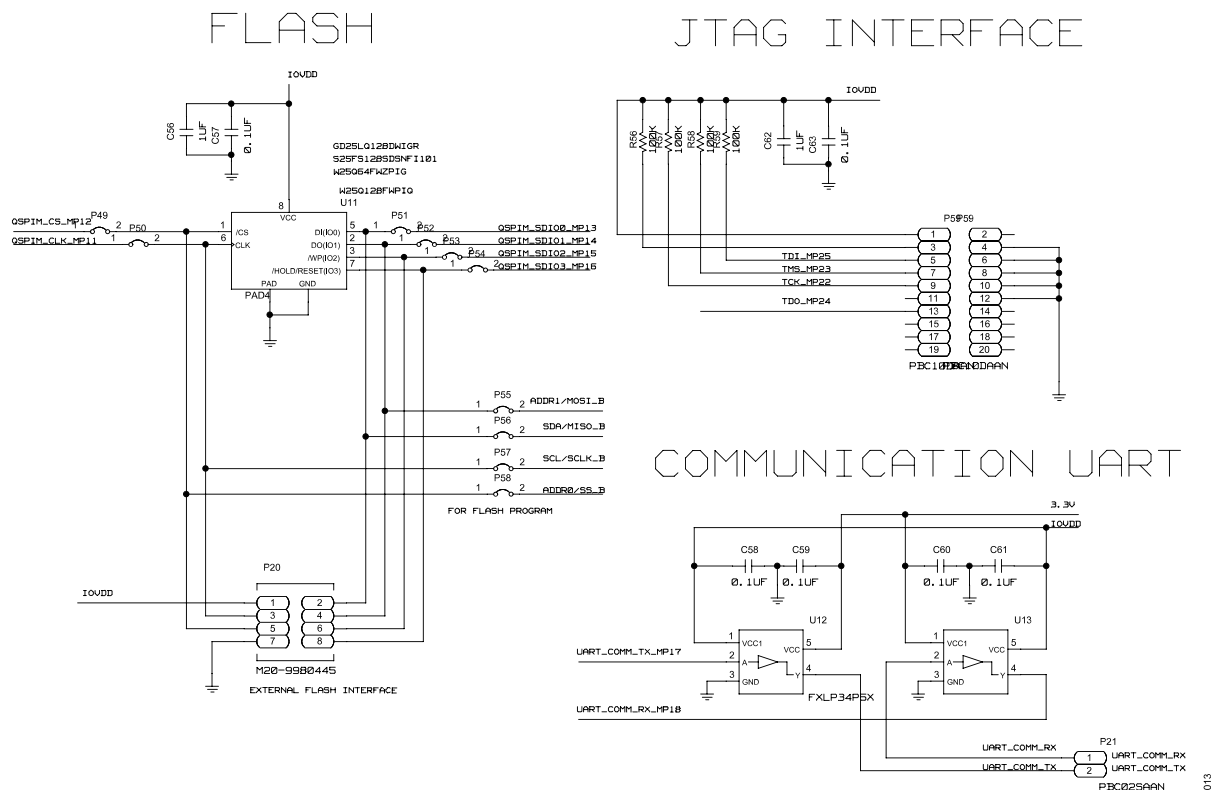 FLASH
IOVDD
C56
1UF
C57
0.1UF
GD25LQ128DWIGR
S25FS128SDSNFI101
W25Q64FWZPIG
W25Q128FWPIQ
U11
8
VCC
QSPIM_CS_MP12
1
P49
2
1
/CS
QSPIM_CLK_MP11
1
P50
2
6
CLK
DI(IO0)
5
1
P51
2
QSPIM_SDIO0_MP13
DO(IO1)
2
1
P52
2
QSPIM_SDIO1_MP14
/WP(IO2)
3
1
P53
2
QSPIM_SDIO2_MP15
/HOLD/RESET(IO3)
7
1
P54
2
QSPIM_SDIO3_MP16
PAD
GND
PAD4
P55
1
2
ADDR1/MOSI_B
P56
1
2
SDA/MISO_B
P57
1
2
SCL/SCLK_B
P58
1
2
ADDR0/SS_B
FOR FLASH PROGRAM
P20
IOVDD
1 2
3 4
5 6
7 8
M20-9980445
EXTERNAL FLASH INTERFACE
JTAG INTERFACE
IOVDD
R56
100K
R57
100K
R58
100K
R59
100K
C62
1UF
C63
0.1UF
P59
P59
1 2
3 4
TDI_MP25
5 6
TMS_MP23
7 8
TCK_MP22
9 10
11 12
TDO_MP24
13 14
15 16
17 18
19 20
PBC10DAAN
PBC10DAAN
COMMUNICATION UART
3.3V
IOVDD
C58
0.1UF
C59
0.1UF
C60
0.1UF
C61
0.1UF
U12
1
VCC1
VCC
5
UART_COMM_TX_MP17
2
A
Y
4
3
GND
FXLP34P5X
U13
1
VCC1
VCC
5
2
A
Y
4
3
GND
UART_COMM_RX_MP18
P21
UART_COMM_RX
1
UART_COMM_RX
UART_COMM_TX
2
UART_COMM_TX
PBC02SAAN
013